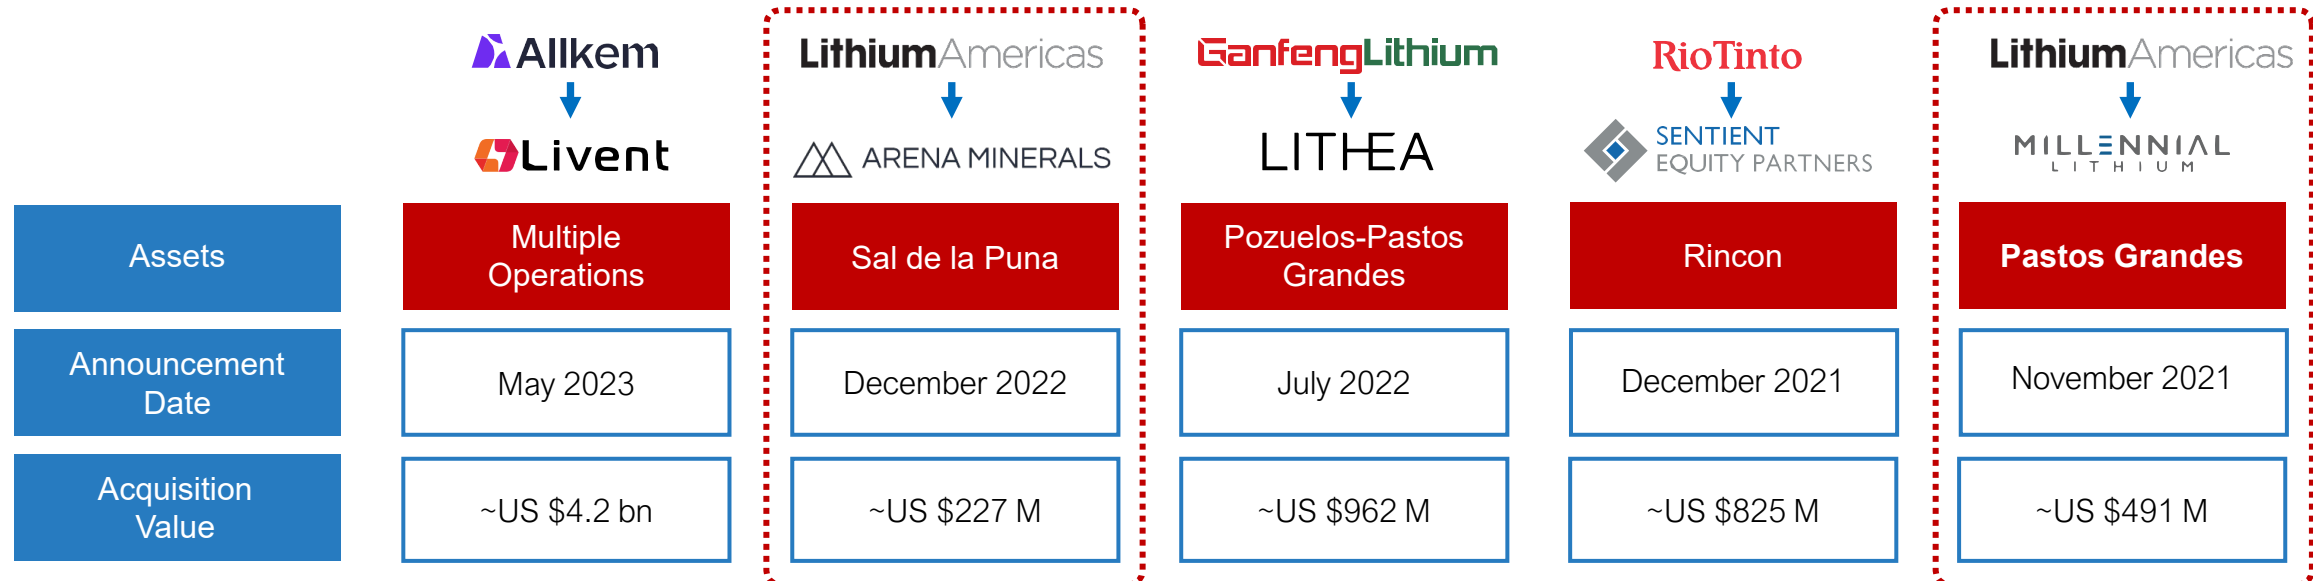 Allkem
LithiumAmericas
GanfengLithium
RioTinto
LithiumAmericas
Livent
ARENA MINERALS
LITHEA
SENTIENT
EQUITY PARTNERS
MILLENNIAL
LITHIUM
Assets
Multiple
Operations
Sal de la Puna
Pozuelos-Pastos
Grandes
Rincon
Pastos Grandes
Announcement
Date
May 2023
December 2022
July 2022
December 2021
November 2021
Acquisition
Value
~US $4.2 bn
~US $227 M
~US $962 M
~US $825 M
~US $491 M